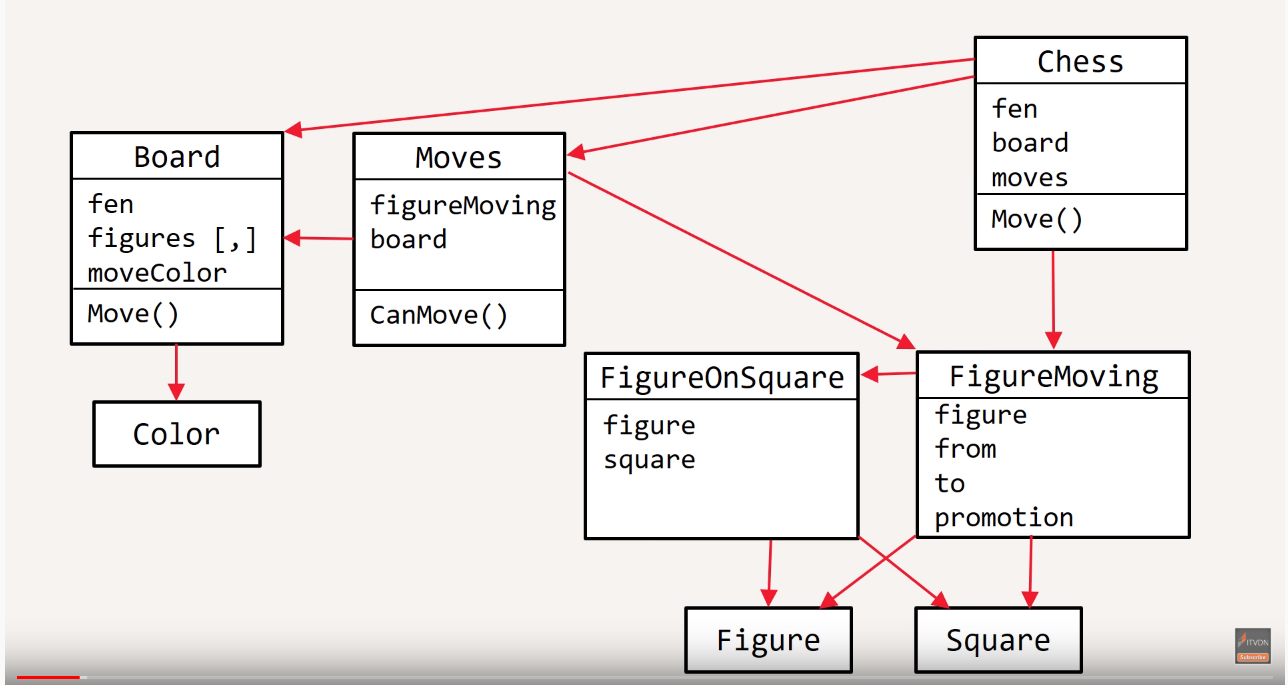 Chess
fen
board
moves
Move()
Board
fen
figures [,]
moveColor
Move()
Moves
figureMoving
board
CanMove()
Color
FigureOnSquare
figure
square
FigureMoving
figure
from
to
promotion
Figure
Square
ITVDN
Subscribe